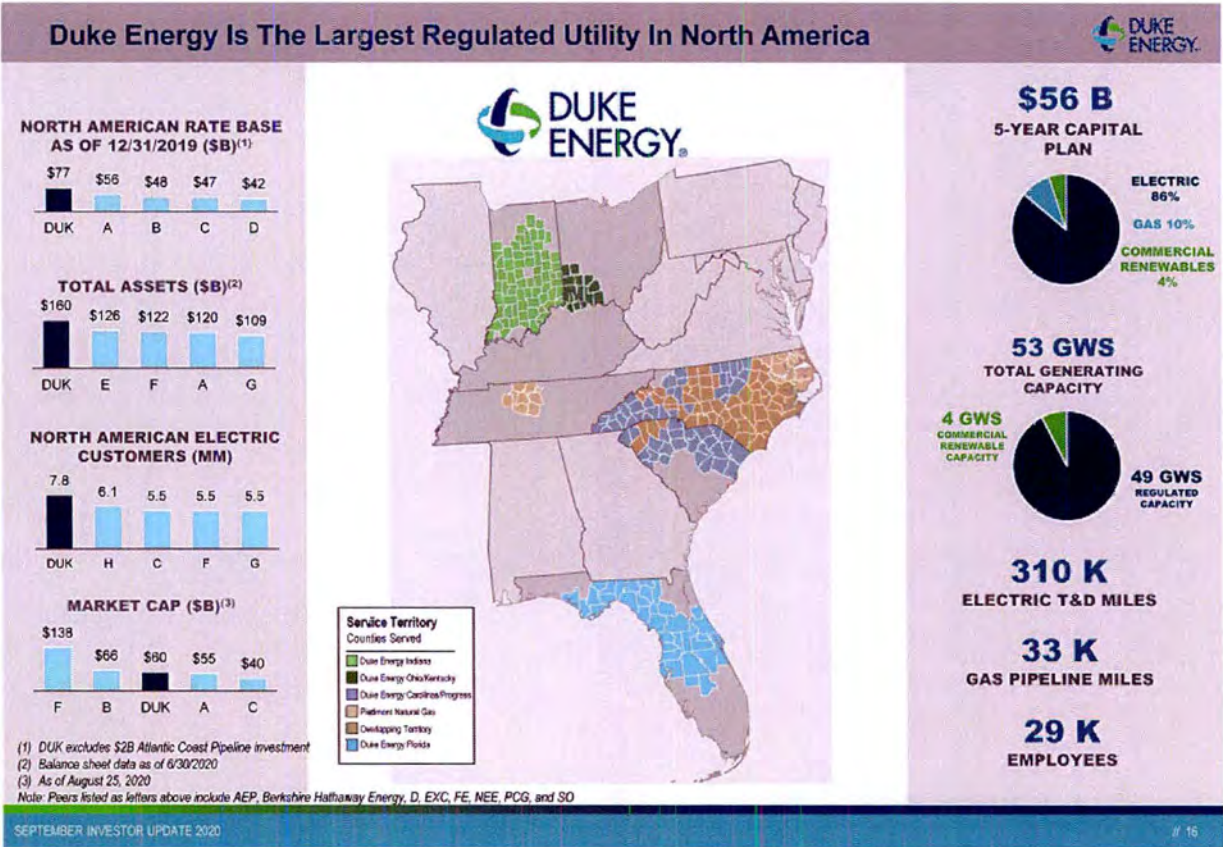 Duke Energy Is The Largest Regulated Utility In North America
DUKE
ENERGY.
NORTH AMERICAN RATE BASE
AS OF 12/31/2019 ($B)(1)
$77 $56 $48 $47 $42
DUK A B C D
TOTAL ASSETS ($B)(2)
$160 $126 $122 $120 $109
DUK E F A G
NORTH AMERICAN ELECTRIC
CUSTOMERS (MM)
7.8 6.1 5.5 5.5 5.5
DUK H C F G
MARKET CAP ($B)(3)
$138 $66 $60 $55 $40
F B DUK A C
(1) DUK excludes $2B Atlantic Coast Pipeline investment
(2) Balance sheet data as of 6/30/2020
(3) As of August 25, 2020
Note: Peers listed as letters above include AEP, Berkshire Hathaway Energy, D, EXC, FE, NEE, PCG, and SO
DUKE
ENERGY®
Service Territory
Counties Served
Duke Energy Indiana
Duke Energy Ohio/Kentucky
Duke Energy Carolinas/Progress
Piedmont Natural Gas
Overlapping Territory
Duke Energy Florida
$56 B
5-YEAR CAPITAL
PLAN
ELECTRIC
86%
GAS 10%
COMMERCIAL
RENEWABLES
4%
53 GWS
TOTAL GENERATING
CAPACITY
4 GWS
COMMERCIAL
RENEWABLE
CAPACITY
49 GWS
REGULATED
CAPACITY
310 K
ELECTRIC T&D MILES
33 K
GAS PIPELINE MILES
29 K
EMPLOYEES
SEPTEMBER INVESTOR UPDATE 2020
// 16